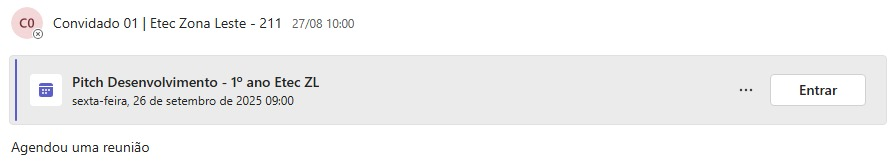 C0 Convidado 01 | Etec Zona Leste - 211 27/08 10:00
Pitch Desenvolvimento - 1º ano Etec ZL
sexta-feira, 26 de setembro de 2025 09:00
... Entrar
Agendou uma reunião